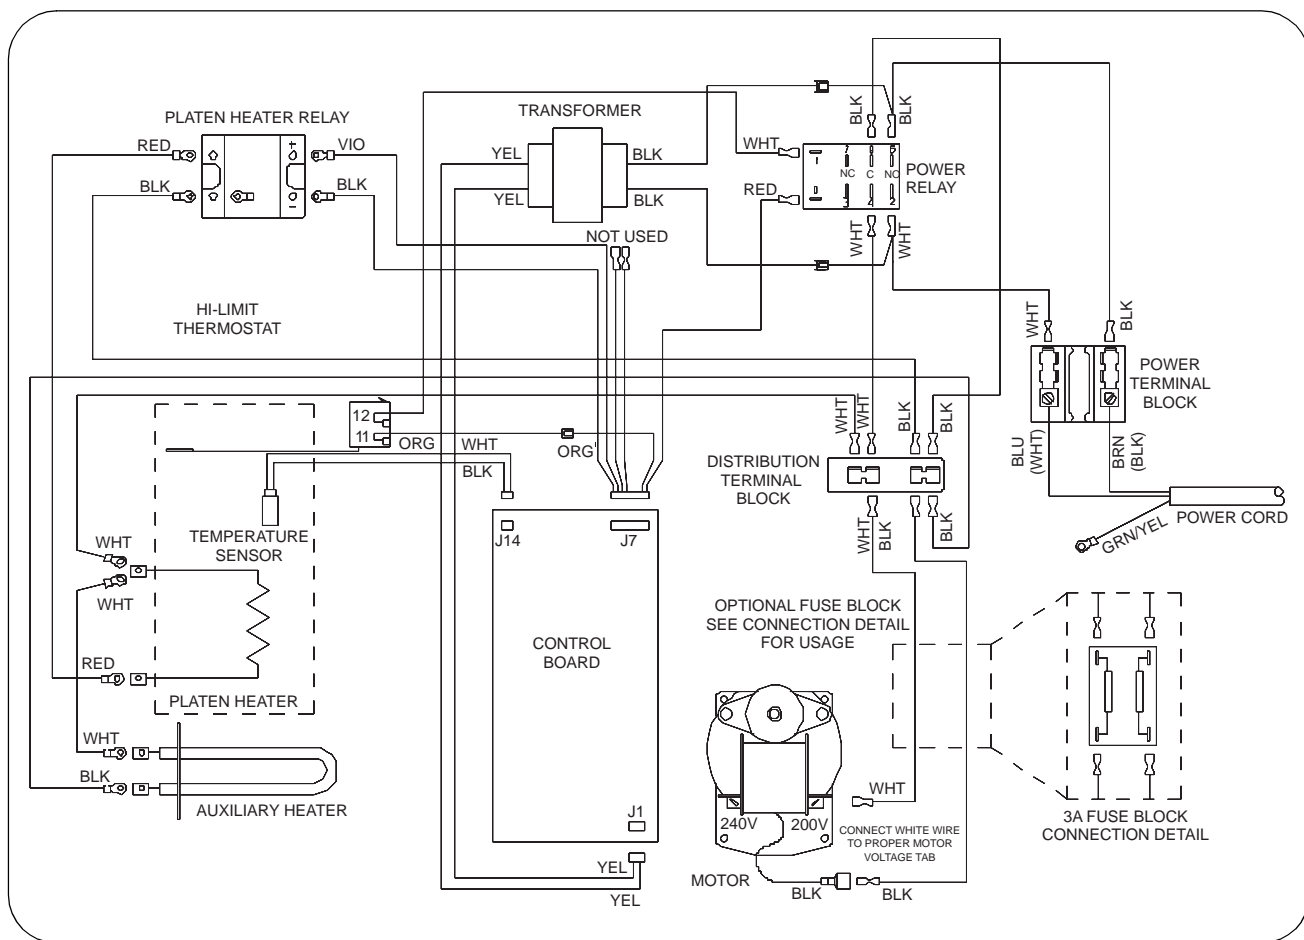 PLATEN HEATER RELAY
RED
VIO
BLK
BLK
TRANSFORMER
YEL
BLK
YEL
BLK
NOT USED
BLK
BLK
WHT
RED
NC
C
NO
POWER
RELAY
WHT
WHT
HI-LIMIT
THERMOSTAT
WHT
BLK
POWER
TERMINAL
BLOCK
BLU
(WHT)
BRN
(BLK)
POWER CORD
GRN/YEL
12
11
ORG
ORG
WHT
BLK
WHT
WHT
BLK
BLK
DISTRIBUTION
TERMINAL
BLOCK
WHT
BLK
BLK
TEMPERATURE
SENSOR
WHT
WHT
RED
PLATEN HEATER
WHT
BLK
AUXILIARY HEATER
J14
J7
CONTROL
BOARD
J1
YEL
YEL
OPTIONAL FUSE BLOCK
SEE CONNECTION DETAIL
FOR USAGE
WHT
240V
200V
CONNECT WHITE WIRE
TO PROPER MOTOR
VOLTAGE TAB
MOTOR
BLK
BLK
3A FUSE BLOCK
CONNECTION DETAIL